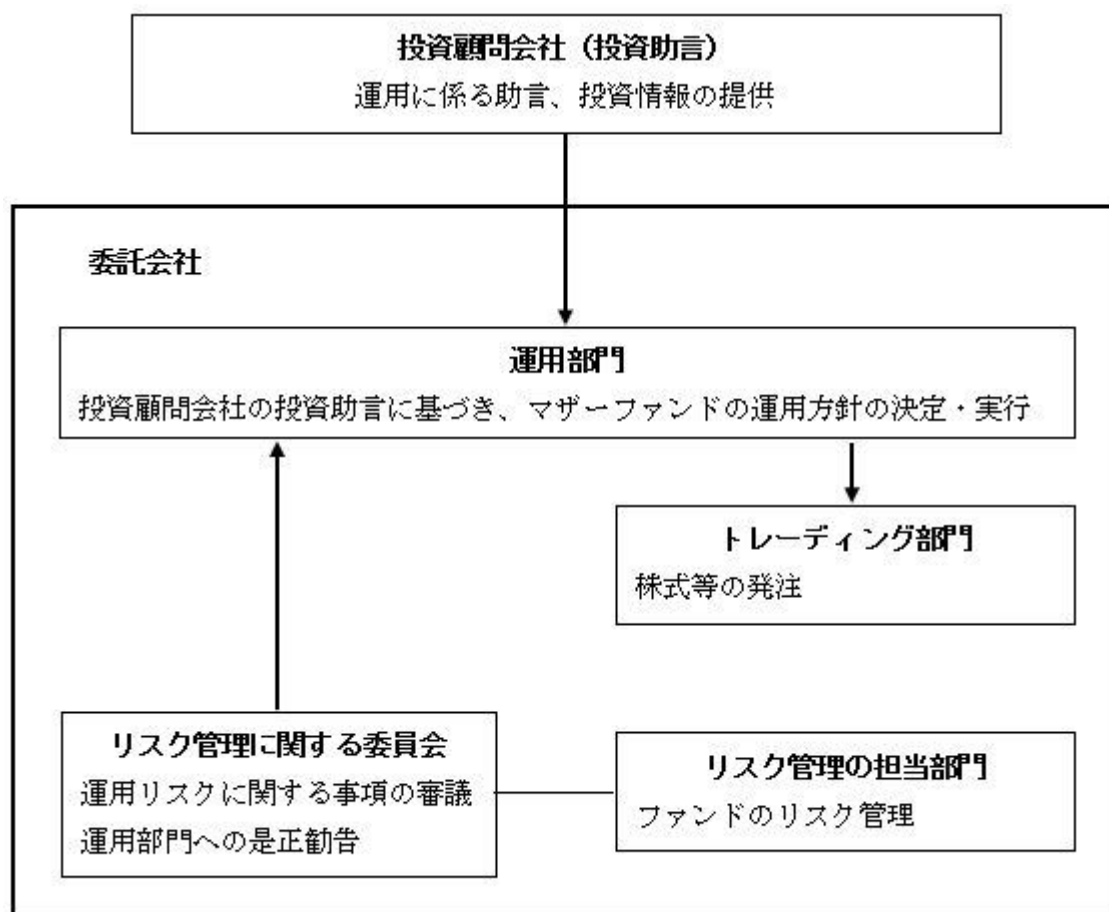 投資顧問会社（投資助言）
運用に係る助言、投資情報の提供
委託会社
運用部門
投資顧問会社の投資助言に基づき、マザーファンドの運用方針の決定・実行
トレーディング部門
株式等の発注
リスク管理に関する委員会
運用リスクに関する事項の審議
運用部門への是正勧告
リスク管理の担当部門
ファンドのリスク管理